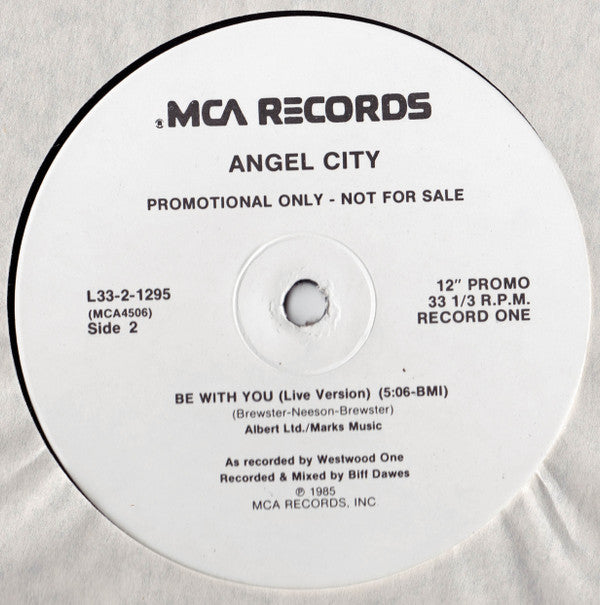 ®MCA RECORDS
ANGEL CITY
PROMOTIONAL ONLY - NOT FOR SALE
L33-2-1295
(MCA4506)
Side 2
12" PROMO
33 1/3 R.P.M.
RECORD ONE
BE WITH YOU (Live Version) (5:06-BMI)
(Brewster-Neeson-Brewster)
Albert Ltd./Marks Music
As recorded by Westwood One
Recorded & Mixed by Biff Dawes
℗ 1985
MCA RECORDS, INC